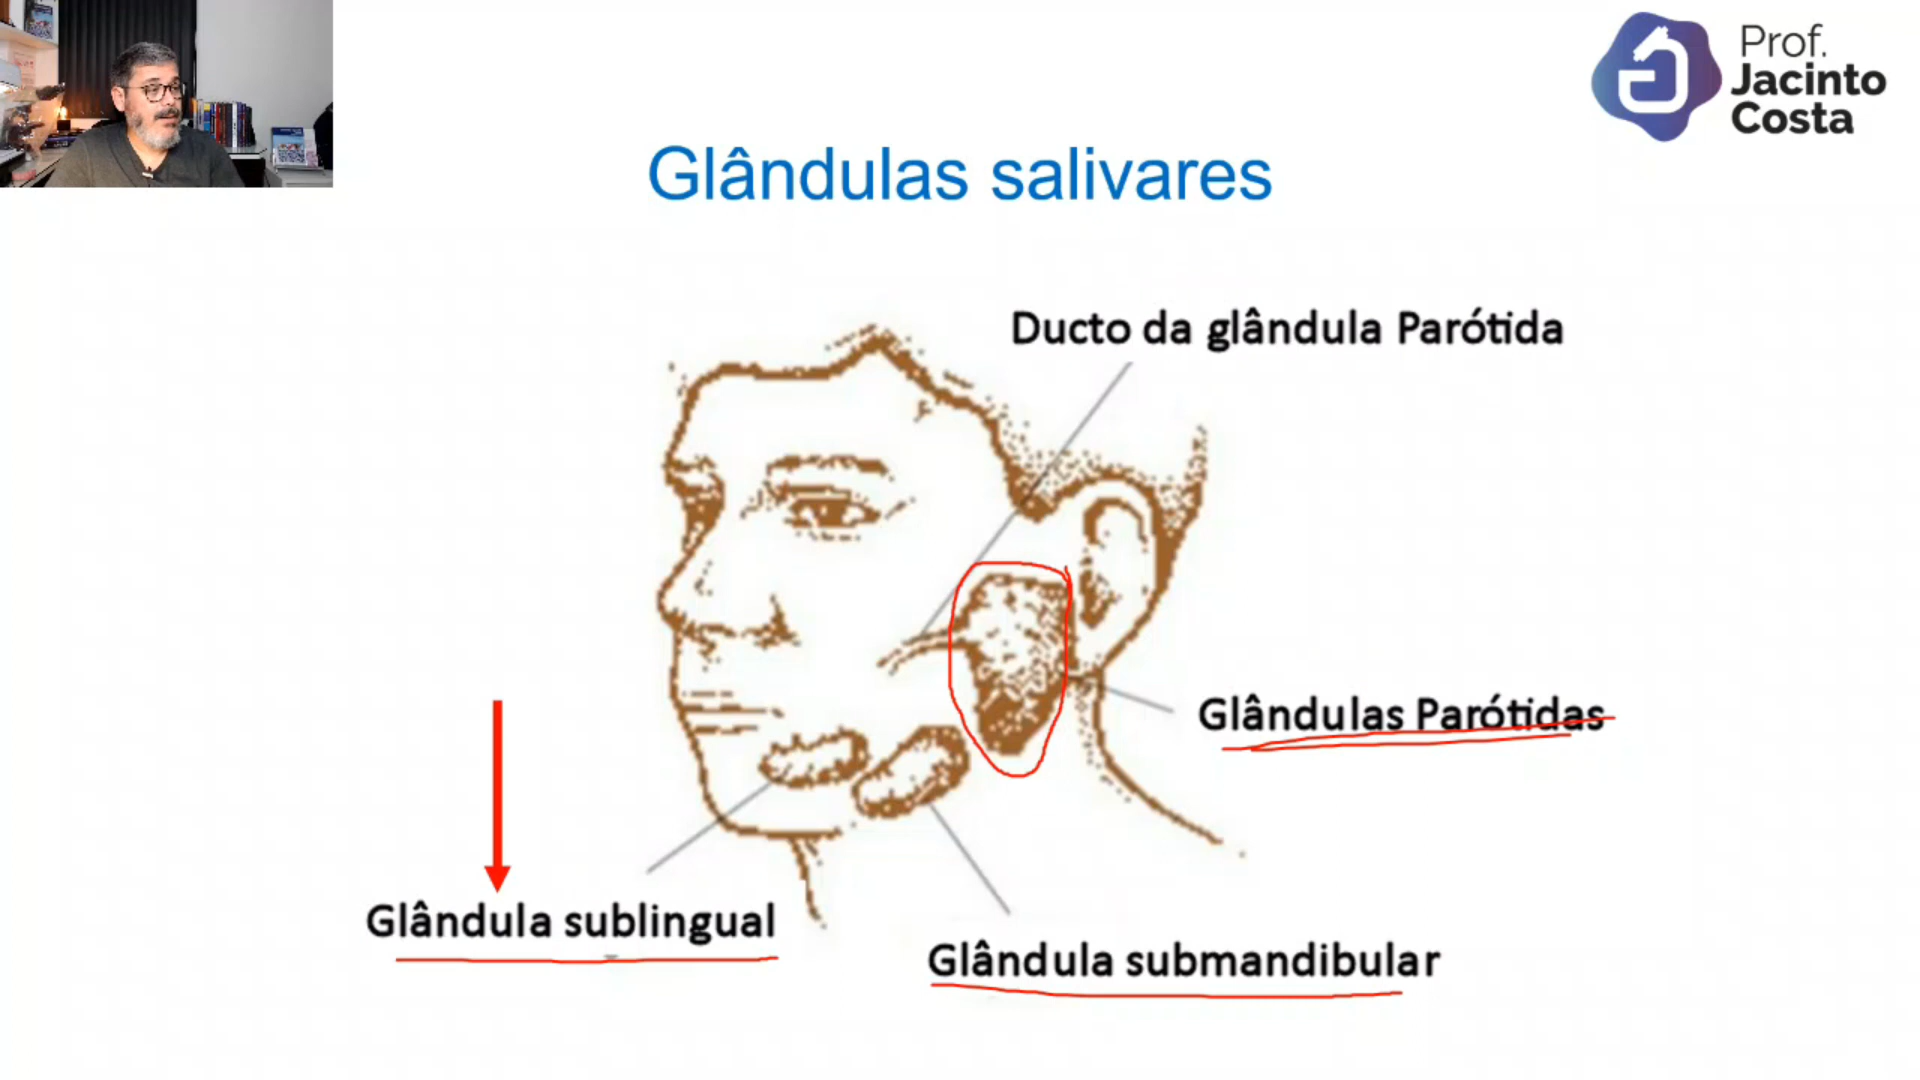 Prof.
Jacinto
Costa
Glândulas salivares
Ducto da glândula Parótida
Glândulas Parótidas
Glândula sublingual
Glândula submandibular